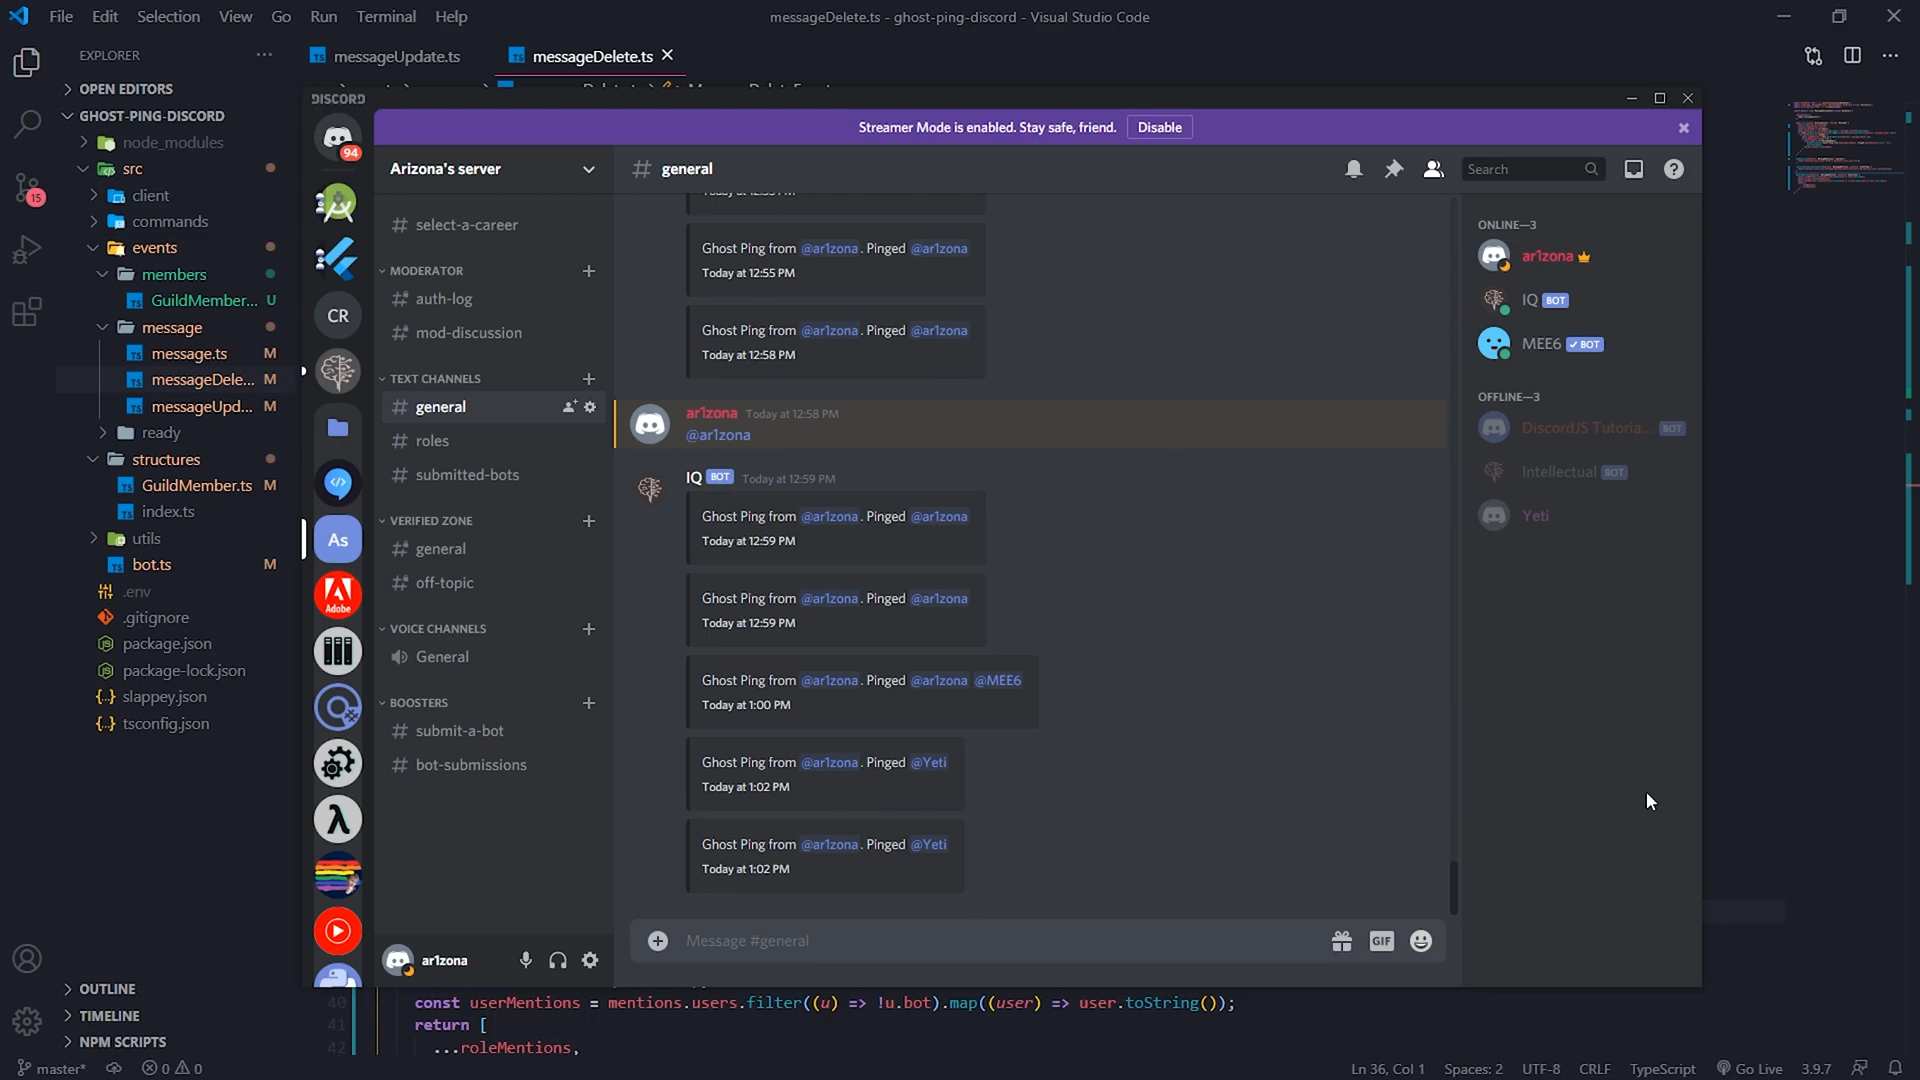 File Edit Selection View Go Run Terminal Help
messageDelete.ts - ghost-ping-discord - Visual Studio Code
EXPLORER
messageUpdate.ts
messageDelete.ts
OPEN EDITORS
GHOST-PING-DISCORD
node_modules
src
client
commands
events
members
GuildMember... U
message
message.ts M
messageDele... M
messageUpd... M
ready
structures
GuildMember.ts M
index.ts
utils
bot.ts M
.env
.gitignore
package.json
package-lock.json
slappey.json
tsconfig.json
15
OUTLINE
TIMELINE
NPM SCRIPTS
DISCORD
Streamer Mode is enabled. Stay safe, friend. Disable
94
CR
As
Adobe
Arizona's server
select-a-career
MODERATOR
auth-log
mod-discussion
TEXT CHANNELS
general
roles
submitted-bots
VERIFIED ZONE
general
off-topic
VOICE CHANNELS
General
BOOSTERS
submit-a-bot
bot-submissions
ar1zona
# general
Search
Ghost Ping from @ar1zona. Pinged @ar1zona
Today at 12:55 PM
Ghost Ping from @ar1zona. Pinged @ar1zona
Today at 12:58 PM
ar1zona Today at 12:58 PM
@ar1zona
IQ BOT Today at 12:59 PM
Ghost Ping from @ar1zona. Pinged @ar1zona
Today at 12:59 PM
Ghost Ping from @ar1zona. Pinged @ar1zona
Today at 12:59 PM
Ghost Ping from @ar1zona. Pinged @ar1zona @MEE6
Today at 1:00 PM
Ghost Ping from @ar1zona. Pinged @Yeti
Today at 1:02 PM
Ghost Ping from @ar1zona. Pinged @Yeti
Today at 1:02 PM
Message #general
GIF
ONLINE—3
ar1zona
IQ BOT
MEE6 BOT
OFFLINE—3
DiscordJS Tutoria... BOT
Intellectual BOT
Yeti
40 const userMentions = mentions.users.filter((u) => !u.bot).map((user) => user.toString());
41 return [
42 ...roleMentions,
master* 0 0
Ln 36, Col 1 Spaces: 2 UTF-8 CRLF TypeScript Go Live 3.9.7